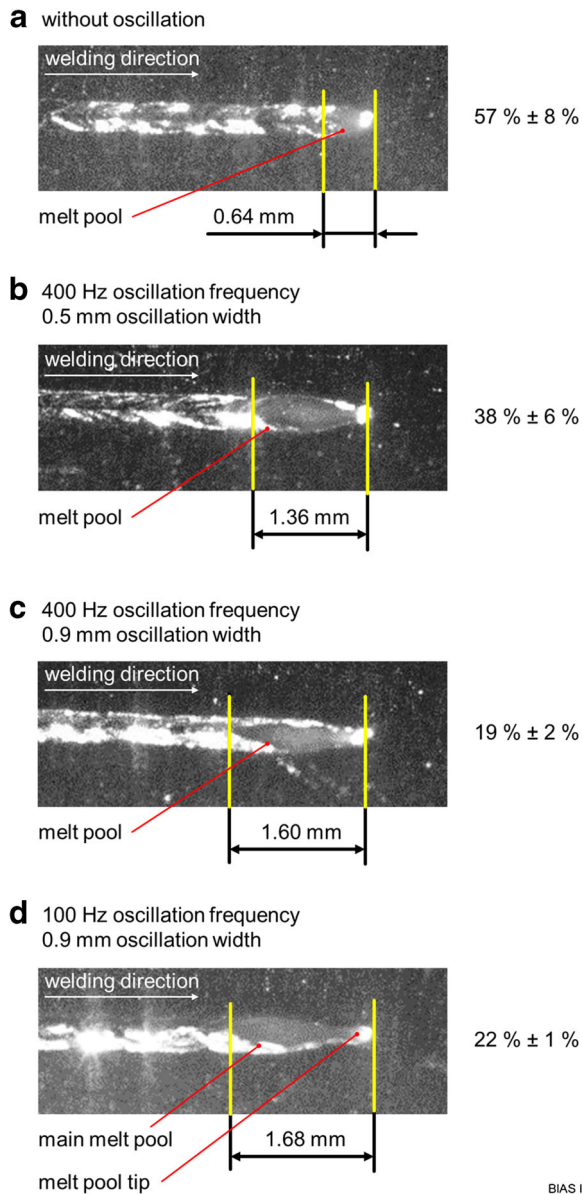 a without oscillation
welding direction
57 % ± 8 %
melt pool
0.64 mm
b 400 Hz oscillation frequency
0.5 mm oscillation width
welding direction
38 % ± 6 %
melt pool
1.36 mm
c 400 Hz oscillation frequency
0.9 mm oscillation width
welding direction
19 % ± 2 %
melt pool
1.60 mm
d 100 Hz oscillation frequency
0.9 mm oscillation width
welding direction
22 % ± 1 %
main melt pool
1.68 mm
melt pool tip
BIAS I